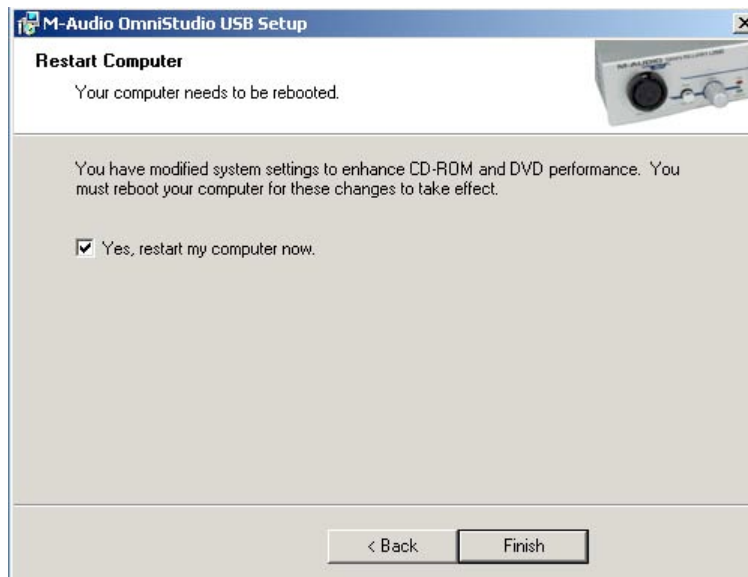 M-Audio OmniStudio USB Setup
Restart Computer
Your computer needs to be rebooted.
M-AUDIO
You have modified system settings to enhance CD-ROM and DVD performance. You
must reboot your computer for these changes to take effect.
Yes, restart my computer now.
< Back
Finish